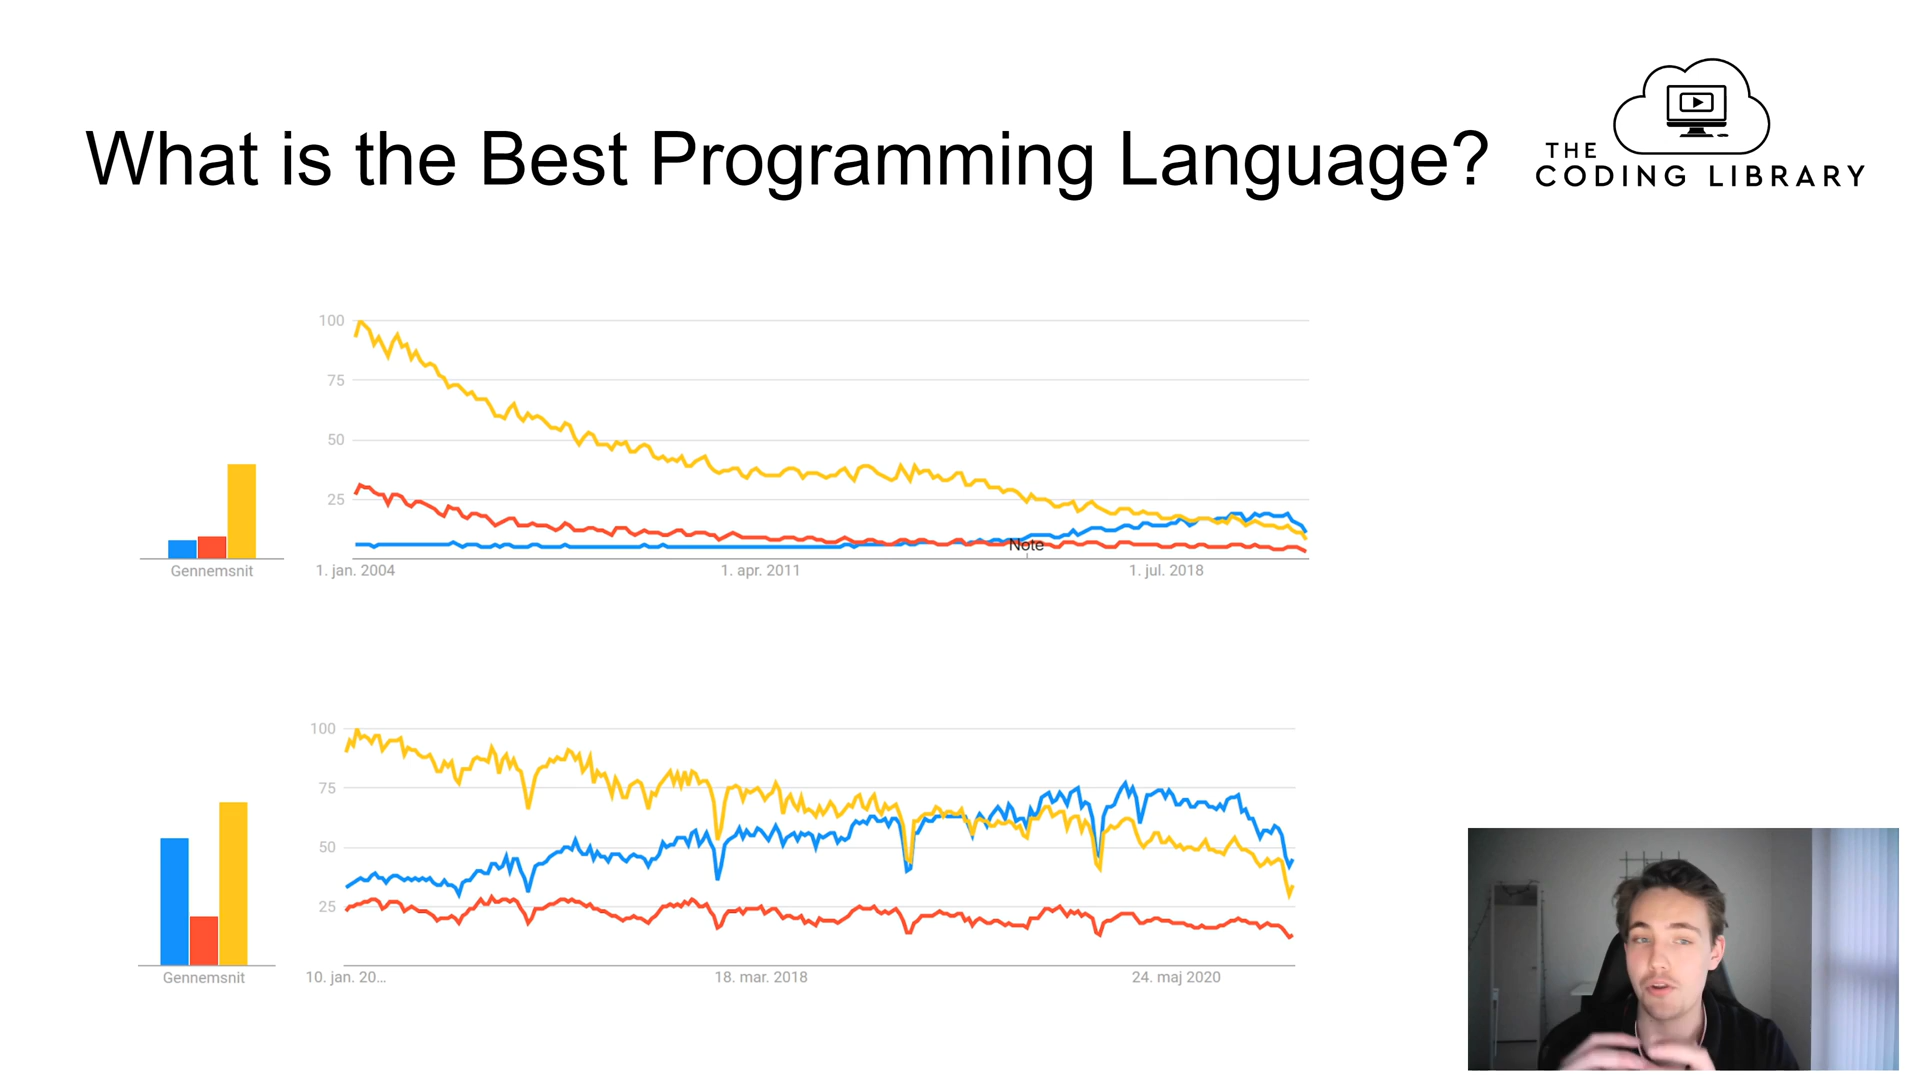 What is the Best Programming Language?
THE
CODING LIBRARY
100
75
50
25
Note
Gennemsnit
1. jan. 2004
1. apr. 2011
1. jul. 2018
100
75
50
25
Gennemsnit
10. jan. 20...
18. mar. 2018
24. maj 2020